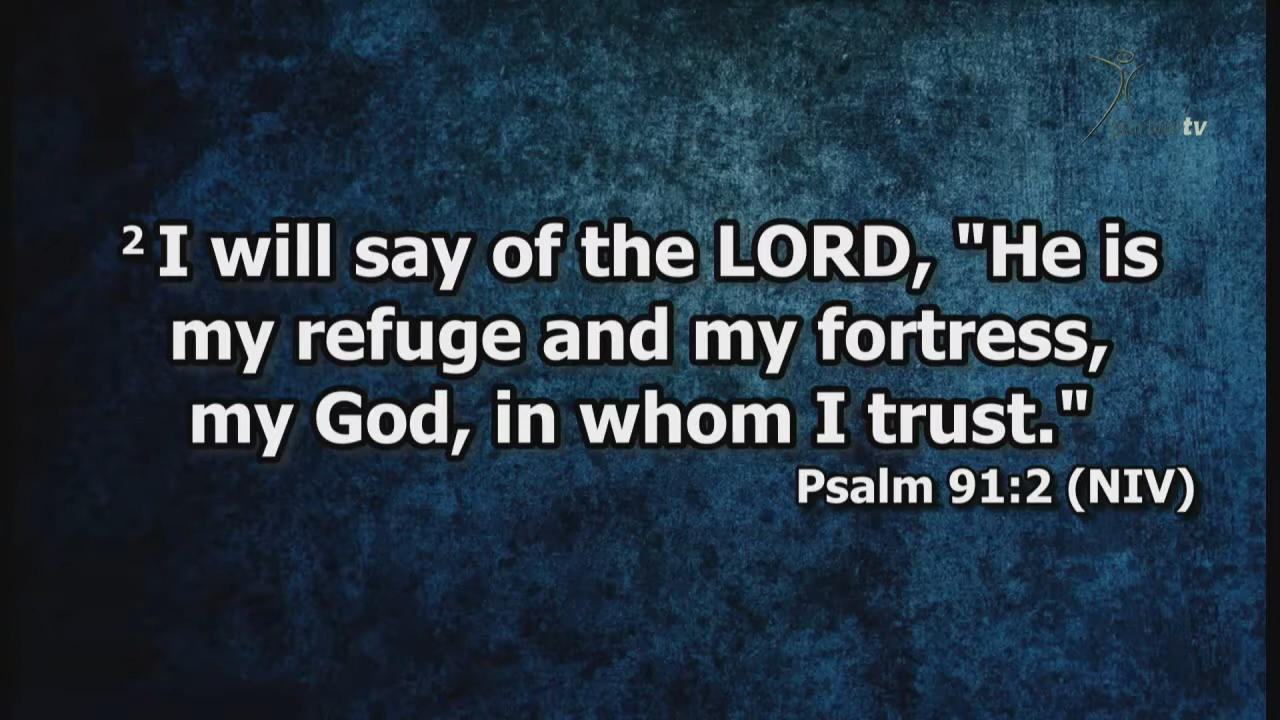 tv
² I will say of the LORD, "He is
my refuge and my fortress,
my God, in whom I trust."
Psalm 91:2 (NIV)